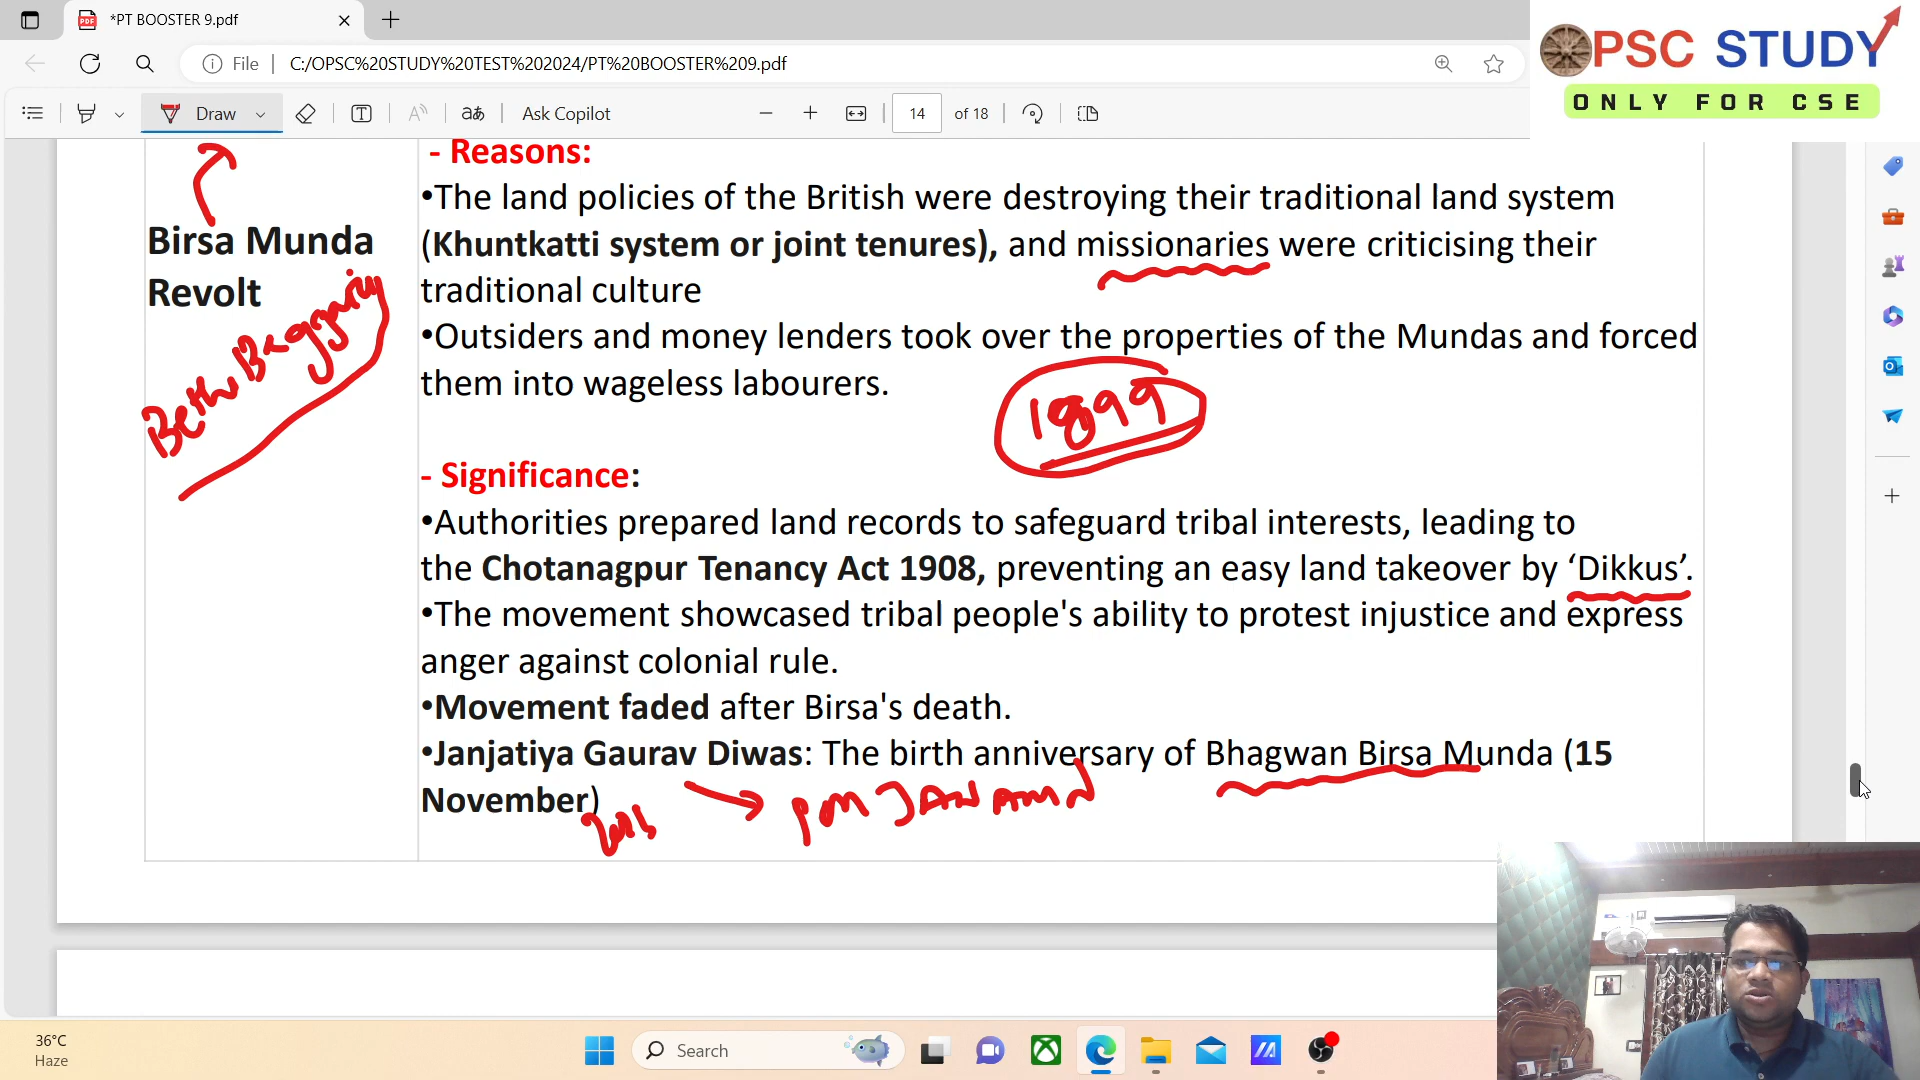 *PT BOOSTER 9.pdf
File
C:/OPSC%20STUDY%20TEST%202024/PT%20BOOSTER%209.pdf
PSC STUDY
ONLY FOR CSE
Draw
Ask Copilot
14 of 18
- Reasons:
•The land policies of the British were destroying their traditional land system
(Khuntkatti system or joint tenures), and missionaries were criticising their
traditional culture
•Outsiders and money lenders took over the properties of the Mundas and forced
them into wageless labourers.
1899
Birsa Munda
Revolt
- Significance:
•Authorities prepared land records to safeguard tribal interests, leading to
the Chotanagpur Tenancy Act 1908, preventing an easy land takeover by ‘Dikkus’.
•The movement showcased tribal people's ability to protest injustice and express
anger against colonial rule.
•Movement faded after Birsa's death.
•Janjatiya Gaurav Diwas: The birth anniversary of Bhagwan Birsa Munda (15
November)
PM JANAMN
36°C
Haze
Search